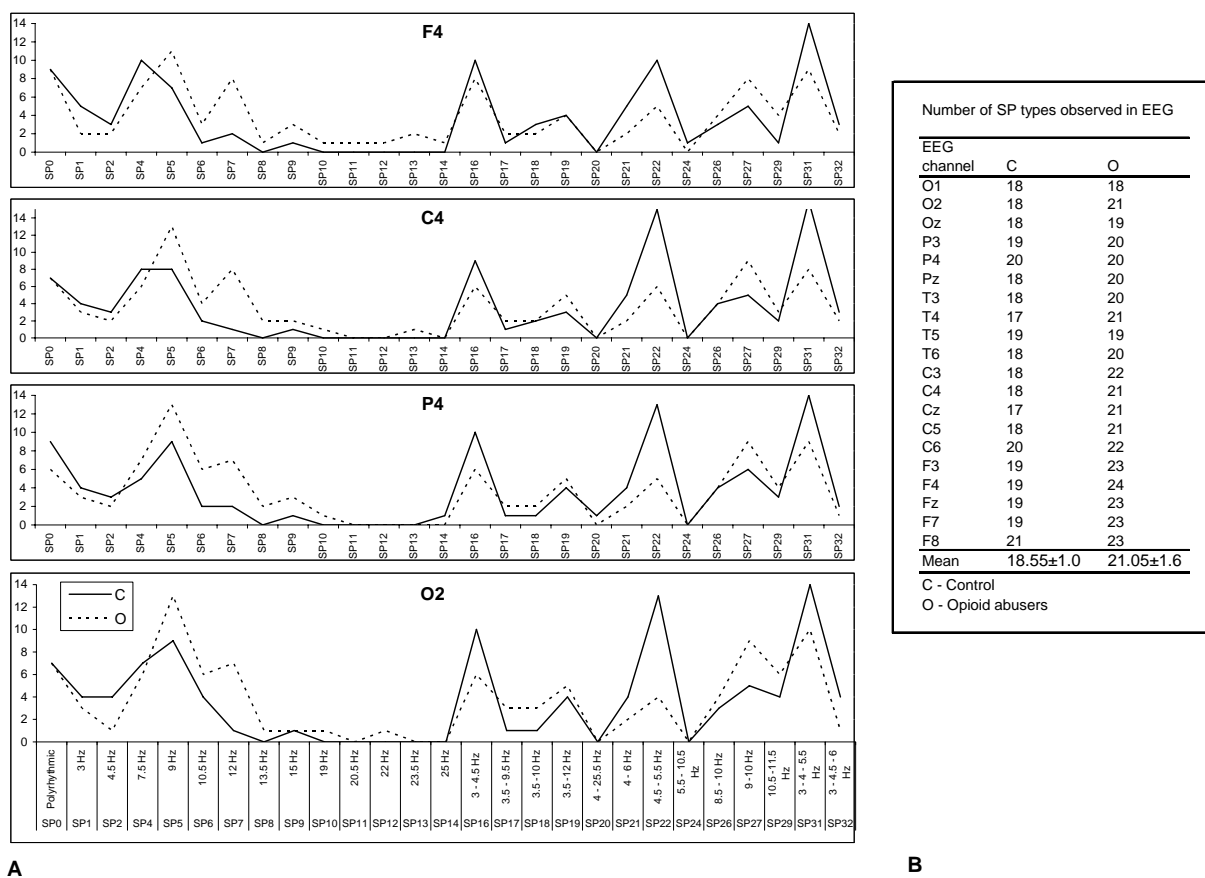 F4
14
12
10
8
6
4
2
0
SP0 SP1 SP2 SP4 SP5 SP6 SP7 SP8 SP9 SP10 SP11 SP12 SP13 SP14 SP16 SP17 SP18 SP19 SP20 SP21 SP22 SP24 SP26 SP27 SP29 SP31 SP32
C4
14
12
10
8
6
4
2
0
SP0 SP1 SP2 SP4 SP5 SP6 SP7 SP8 SP9 SP10 SP11 SP12 SP13 SP14 SP16 SP17 SP18 SP19 SP20 SP21 SP22 SP24 SP26 SP27 SP29 SP31 SP32
P4
14
12
10
8
6
4
2
0
SP0 SP1 SP2 SP4 SP5 SP6 SP7 SP8 SP9 SP10 SP11 SP12 SP13 SP14 SP16 SP17 SP18 SP19 SP20 SP21 SP22 SP24 SP26 SP27 SP29 SP31 SP32
O2
C
O
14
12
10
8
6
4
2
0
Polyrhythmic
3 Hz
4.5 Hz
7.5 Hz
9 Hz
10.5 Hz
12 Hz
13.5 Hz
15 Hz
19 Hz
20.5 Hz
22 Hz
23.5 Hz
25 Hz
3 - 4.5 Hz
3.5 - 9.5 Hz
3.5 - 10 Hz
3.5 -12 Hz
4 - 25.5 Hz
4 - 6 Hz
4.5 - 5.5 Hz
5.5 - 10.5
Hz
8.5 - 10 Hz
9 -10 Hz
10.5 -11.5
Hz
3 - 4 - 5.5
Hz
3 - 4.5 - 6
Hz
SP0 SP1 SP2 SP4 SP5 SP6 SP7 SP8 SP9 SP10 SP11 SP12 SP13 SP14 SP16 SP17 SP18 SP19 SP20 SP21 SP22 SP24 SP26 SP27 SP29 SP31 SP32
A
Number of SP types observed in EEG
EEG
channel C O
O1 18 18
O2 18 21
Oz 18 19
P3 19 20
P4 20 20
Pz 18 20
T3 18 20
T4 17 21
T5 19 19
T6 18 20
C3 18 22
C4 18 21
Cz 17 21
C5 18 21
C6 20 22
F3 19 23
F4 19 24
Fz 19 23
F7 19 23
F8 21 23
Mean 18.55±1.0 21.05±1.6
C - Control
O - Opioid abusers
B